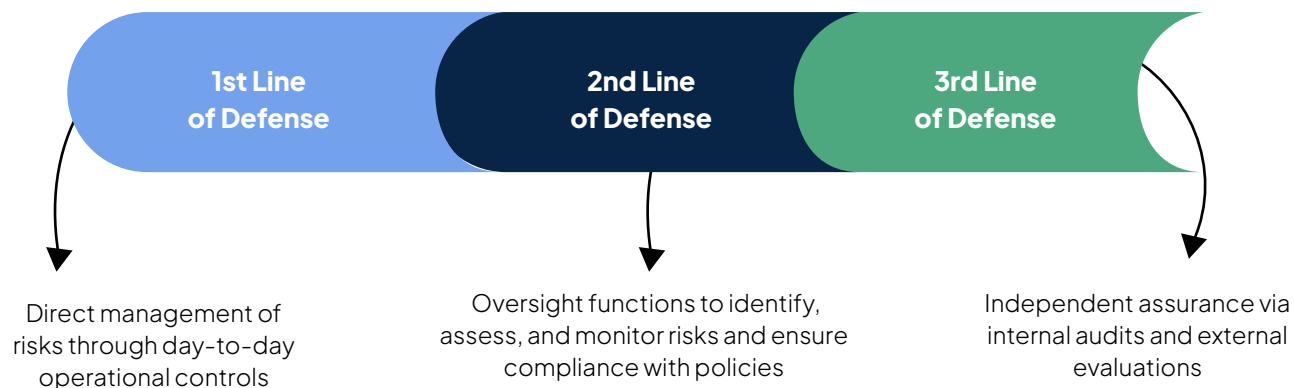 1st Line
of Defense
2nd Line
of Defense
3rd Line
of Defense
Direct management of
risks through day-to-day
operational controls
Oversight functions to identify,
assess, and monitor risks and ensure
compliance with policies
Independent assurance via
internal audits and external
evaluations